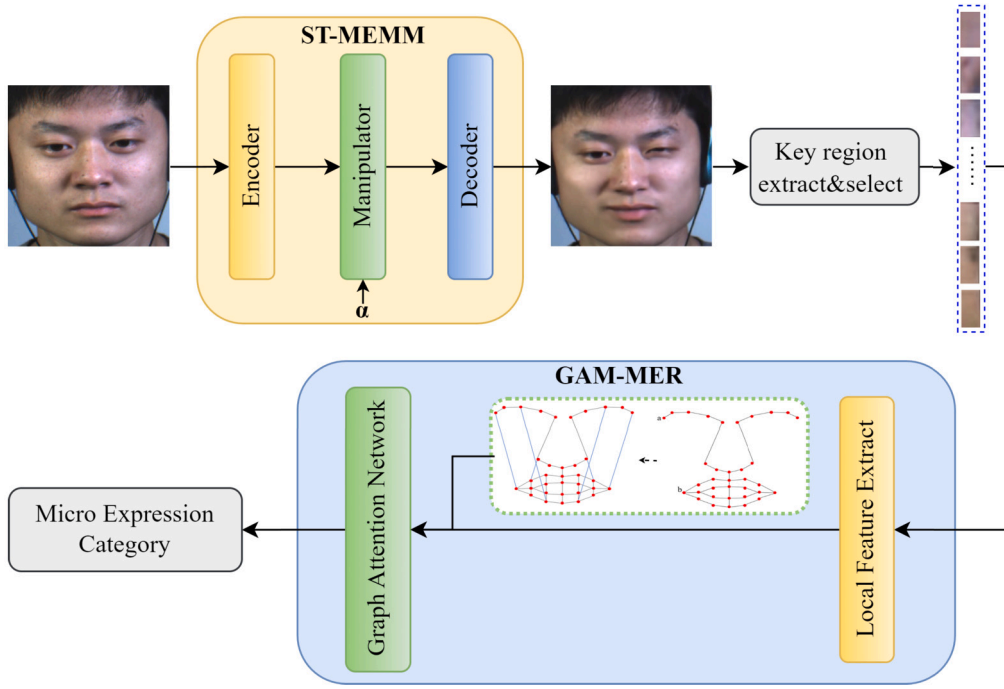 ST-MEMM
Encoder
Manipulator
Decoder
α
Key region
extract&select
GAM-MER
Graph Attention Network
a
b
Local Feature Extract
Micro Expression
Category